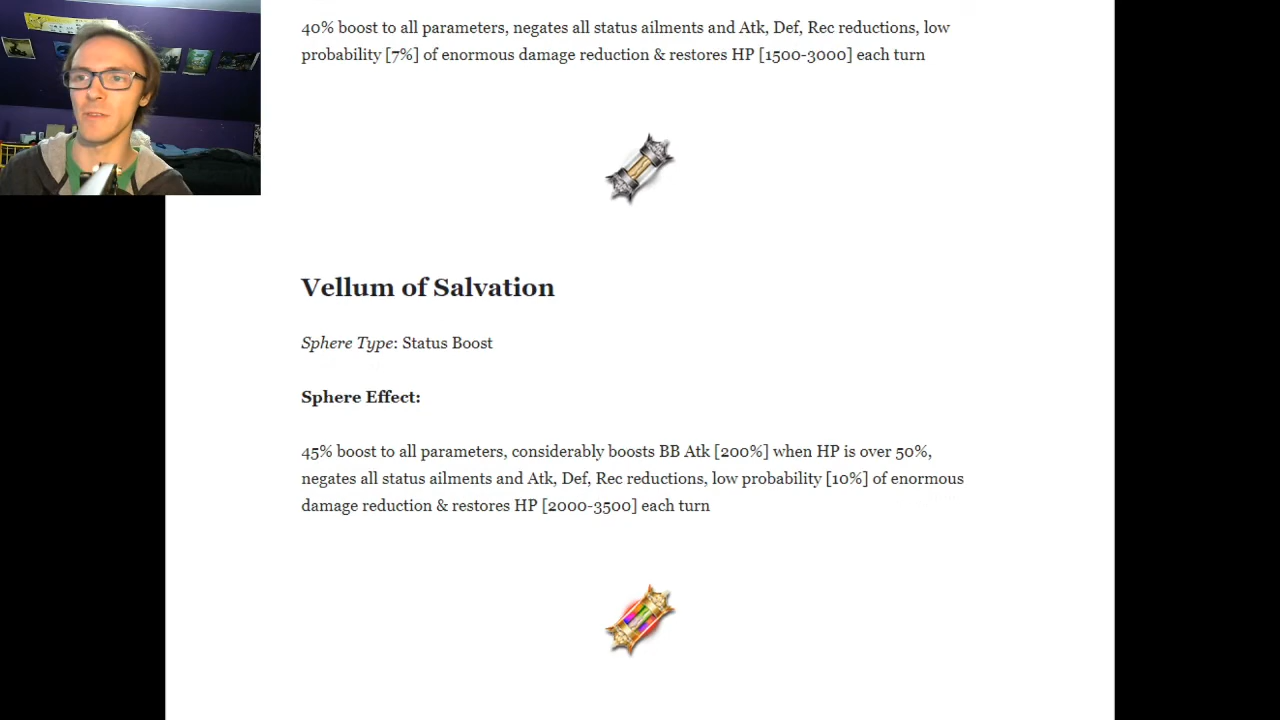 40% boost to all parameters, negates all status ailments and Atk, Def, Rec reductions, low
probability [7%] of enormous damage reduction & restores HP [1500-3000] each turn
Vellum of Salvation
Sphere Type: Status Boost
Sphere Effect:
45% boost to all parameters, considerably boosts BB Atk [200%] when HP is over 50%,
negates all status ailments and Atk, Def, Rec reductions, low probability [10%] of enormous
damage reduction & restores HP [2000-3500] each turn